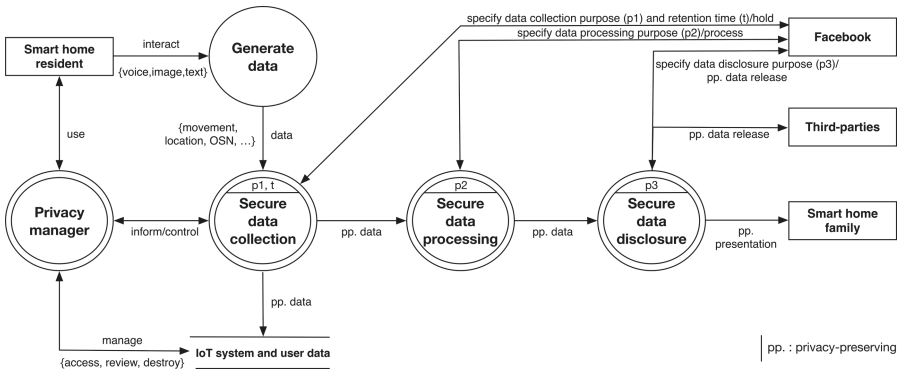 specify data collection purpose (p1) and retention time (t)/hold
specify data processing purpose (p2)/process
Facebook
specify data disclosure purpose (p3)/
pp. data release
Smart home
resident
interact
{voice,image,text}
Generate
data
use
{movement,
location, OSN, ...}
data
pp. data release
Third-parties
Privacy
manager
inform/control
p1, t
Secure
data
collection
pp. data
p2
Secure
data
processing
pp. data
p3
Secure
data
disclosure
pp.
presentation
Smart home
family
pp. data
manage
{access, review, destroy}
IoT system and user data
pp. : privacy-preserving